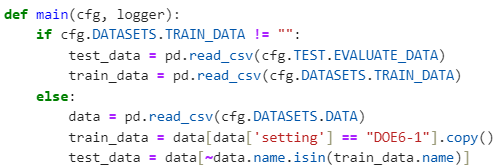 def main(cfg, logger):
    if cfg.DATASETS.TRAIN_DATA != "":
        test_data = pd.read_csv(cfg.TEST.EVALUATE_DATA)
        train_data = pd.read_csv(cfg.DATASETS.TRAIN_DATA)
    else:
        data = pd.read_csv(cfg.DATASETS.DATA)
        train_data = data[data['setting'] == "DOE6-1"].copy()
        test_data = data[~data.name.isin(train_data.name)]